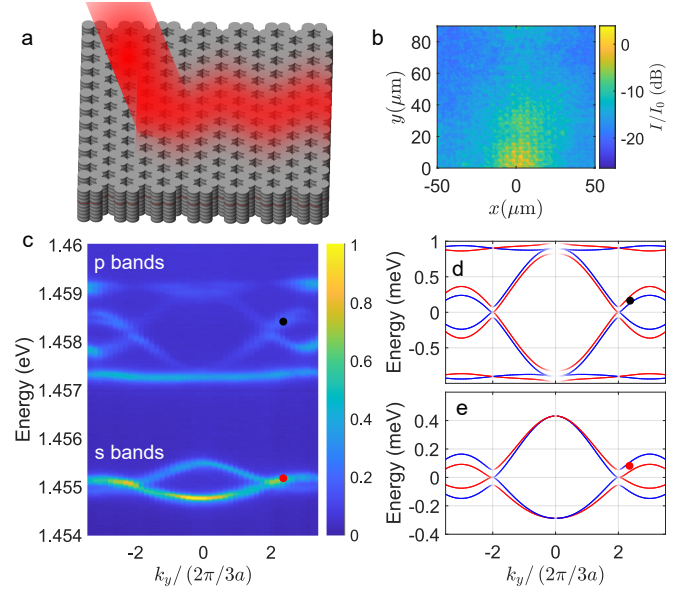 a
b
80
60
40
20
0
y(μm)
-50
0
50
x(μm)
0
-10
-20
I/I₀ (dB)
c
1.46
1.459
1.458
1.457
1.456
1.455
1.454
Energy (eV)
p bands
s bands
-2
0
2
k_y/ (2π/3a)
1
0.8
0.6
0.4
0.2
0
d
1
0.5
0
-0.5
Energy (meV)
e
0.4
0.2
0
-0.2
-0.4
Energy (meV)
-2
0
2
k_y/ (2π/3a)